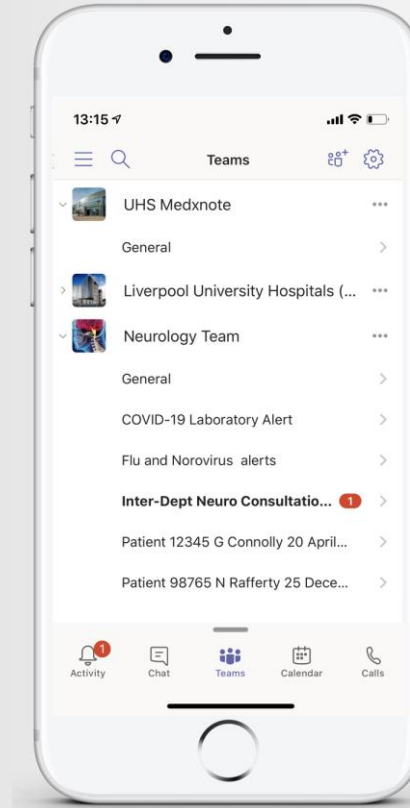 13:15
Teams
UHS Medxnote
General
Liverpool University Hospitals (...
Neurology Team
General
COVID-19 Laboratory Alert
Flu and Norovirus  alerts
Inter-Dept Neuro Consultatio... 1
Patient 12345 G Connolly 20 April...
Patient 98765 N Rafferty 25 Dece...
1
Activity Chat Teams Calendar Calls